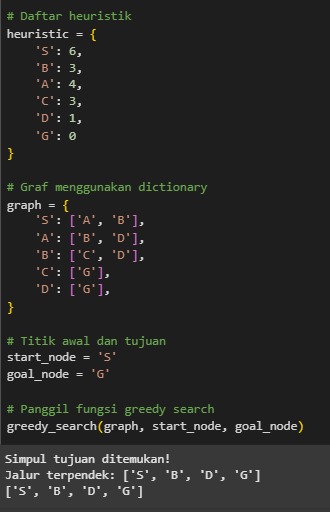 # Daftar heuristik
heuristic = {
    'S': 6,
    'B': 3,
    'A': 4,
    'C': 3,
    'D': 1,
    'G': 0
}
# Graf menggunakan dictionary
graph = {
    'S': ['A', 'B'],
    'A': ['B', 'D'],
    'B': ['C', 'D'],
    'C': ['G'],
    'D': ['G'],
}
# Titik awal dan tujuan
start_node = 'S'
goal_node = 'G'
# Panggil fungsi greedy search
greedy_search(graph, start_node, goal_node)
Simpul tujuan ditemukan!
Jalur terpendek: ['S', 'B', 'D', 'G']
['S', 'B', 'D', 'G']